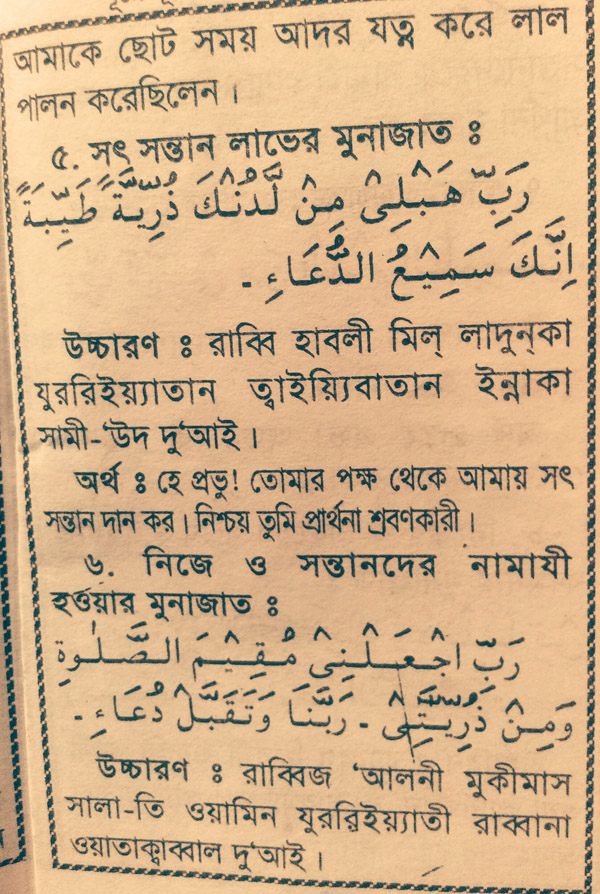 আমাকে ছোট সময় আদর যত্ন করে লাল
পালন করেছিলেন।
৫. সৎ সন্তান লাভের মুনাজাত ঃ
رَبِّ هَبْلِىْ مِنْ لَّدُنْكَ ذُرِيَّةً طَيِّبَةً
اِنَّكَ سَمِيْعُ الدُّعَاءِ -
উচ্চারণ ঃ রাব্বি হাবলী মিল্ লাদুন্‌কা
যুররিইয়্যাতান ত্বাইয়্যিবাতান ইন্নাকা
সামী-‘উদ দু‘আই।
অর্থ ঃ হে প্রভু! তোমার পক্ষ থেকে আমায় সৎ
সন্তান দান কর। নিশ্চয় তুমি প্রার্থনা শ্রবণকারী।
৬. নিজে ও সন্তানদের নামাযী
হওয়ার মুনাজাত ঃ
رَبِّ اجْعَلْنِىْ مُقِيْمَ الصَّلٰوةِ
وَمِنْ ذُرِيَّتِىْ - رَبَّنَا وَتَقَبَّلْ دُعَاءِ -
উচ্চারণ ঃ রাব্বিজ ‘আলনী মুকীমাস
সালা-তি ওয়ামিন যুররিইয়্যাতী রাব্বানা
ওয়াতাক্বাব্বাল দু‘আই।